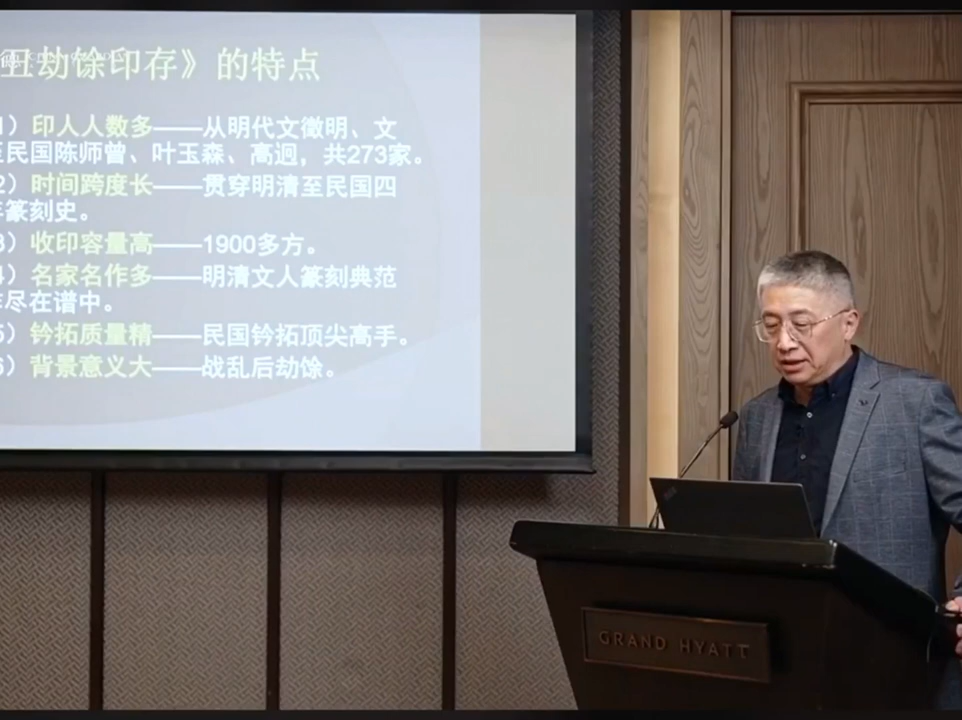 丑劫馀印存》的特点
1）印人人数多——从明代文徵明、文
至民国陈师曾、叶玉森、高迥，共273家。
2）时间跨度长——贯穿明清至民国四
年篆刻史。
3）收印容量高——1900多方。
4）名家名作多——明清文人篆刻典范
作尽在谱中。
5）钤拓质量精——民国钤拓顶尖高手。
6）背景意义大——战乱后劫馀。
GRAND HYATT